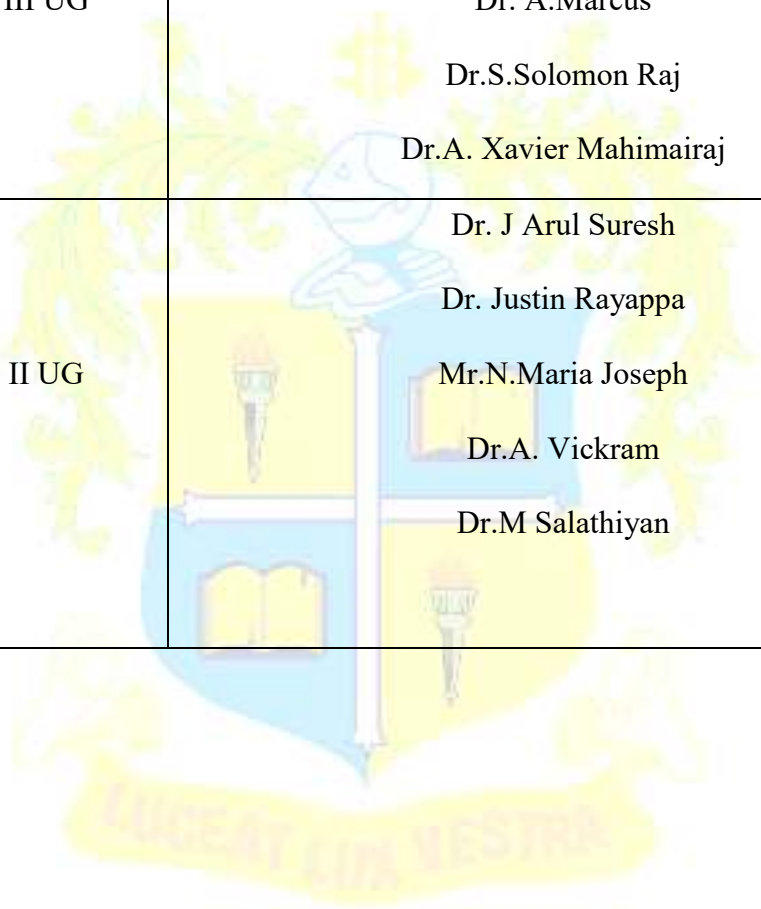 III UG
Dr. A.Marcus
Dr.S.Solomon Raj
Dr.A. Xavier Mahimairaj
Dr. J Arul Suresh
Dr. Justin Rayappa
II UG
Mr.N.Maria Joseph
Dr.A. Vickram
Dr.M Salathiyan
LUCEAT LUX VESTRA